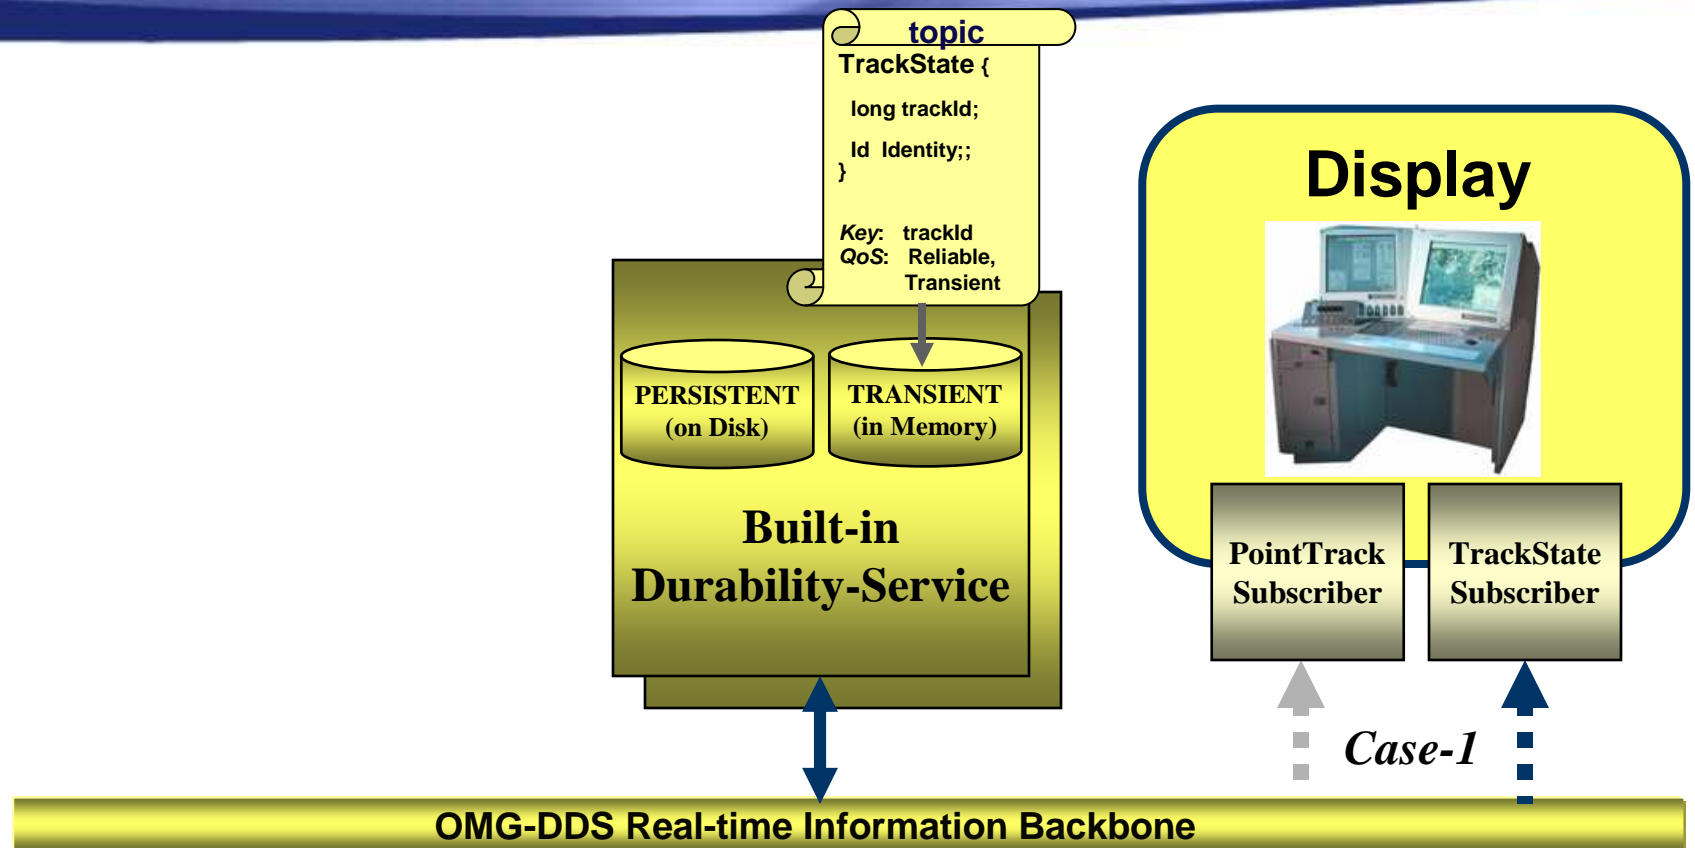 topic
TrackState {
long trackId;
Id Identity;;
}
Key: trackId
QoS: Reliable,
Transient
PERSISTENT
(on Disk)
TRANSIENT
(in Memory)
Built-in
Durability-Service
Display
PointTrack
Subscriber
TrackState
Subscriber
Case-1
OMG-DDS Real-time Information Backbone